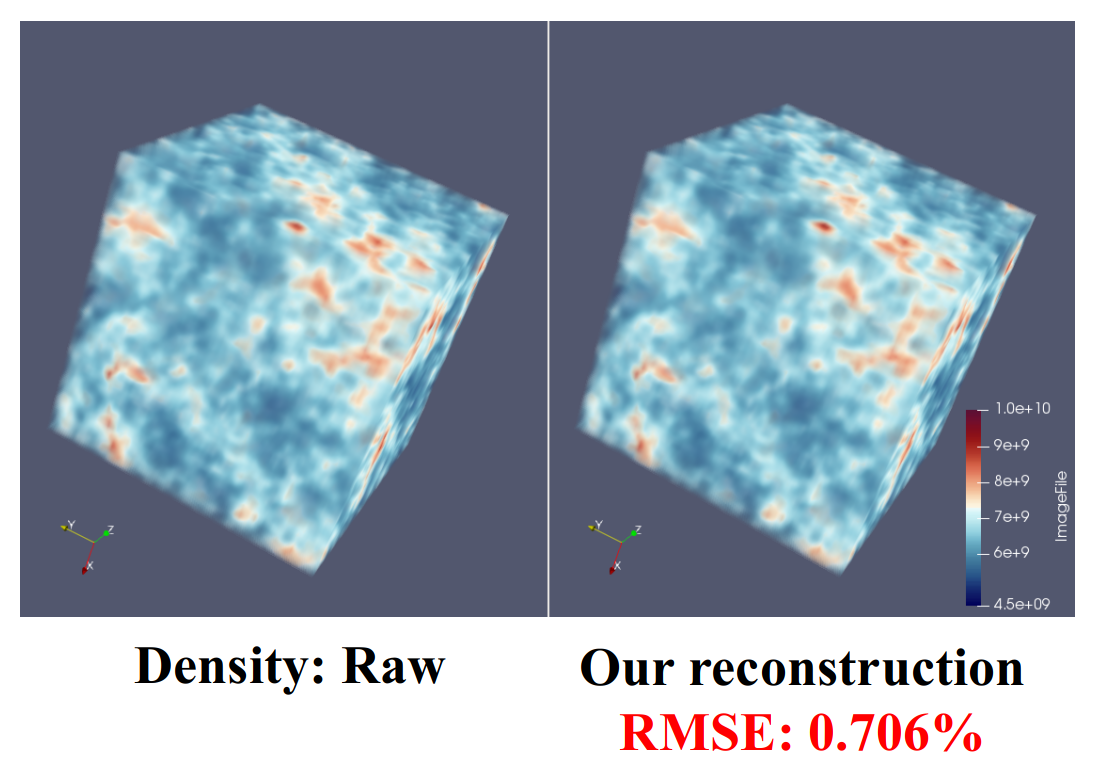 Y
Z
X
Y
Z
X
1.0e+10
9e+9
8e+9
7e+9
6e+9
4.5e+09
ImageFile
Density: Raw
Our reconstruction
RMSE: 0.706%